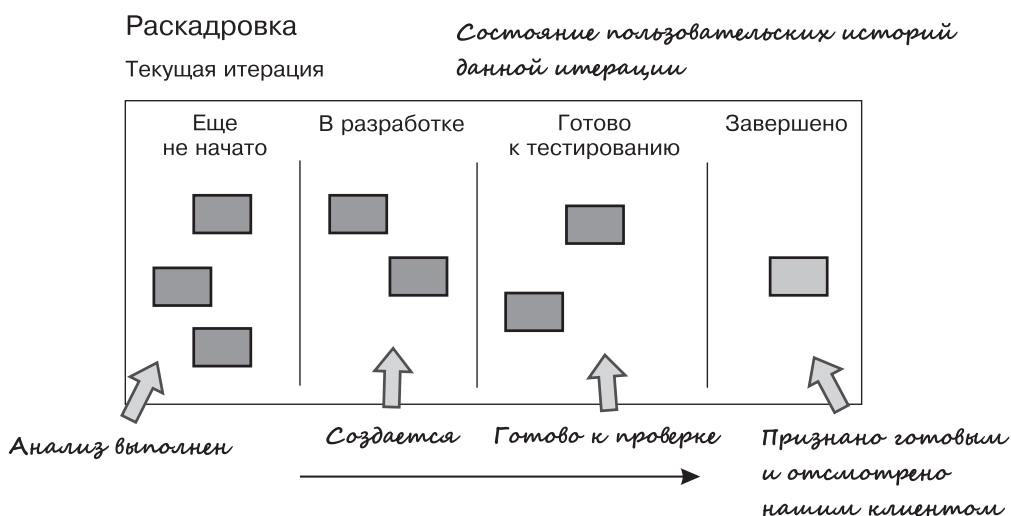 Раскадровка
Состояние пользовательских историй
данной итерации
Текущая итерация
Еще
не начато
В разработке
Готово
к тестированию
Завершено
Анализ выполнен
Создается
Готово к проверке
Признано готовым
и отсмотрено
нашим клиентом